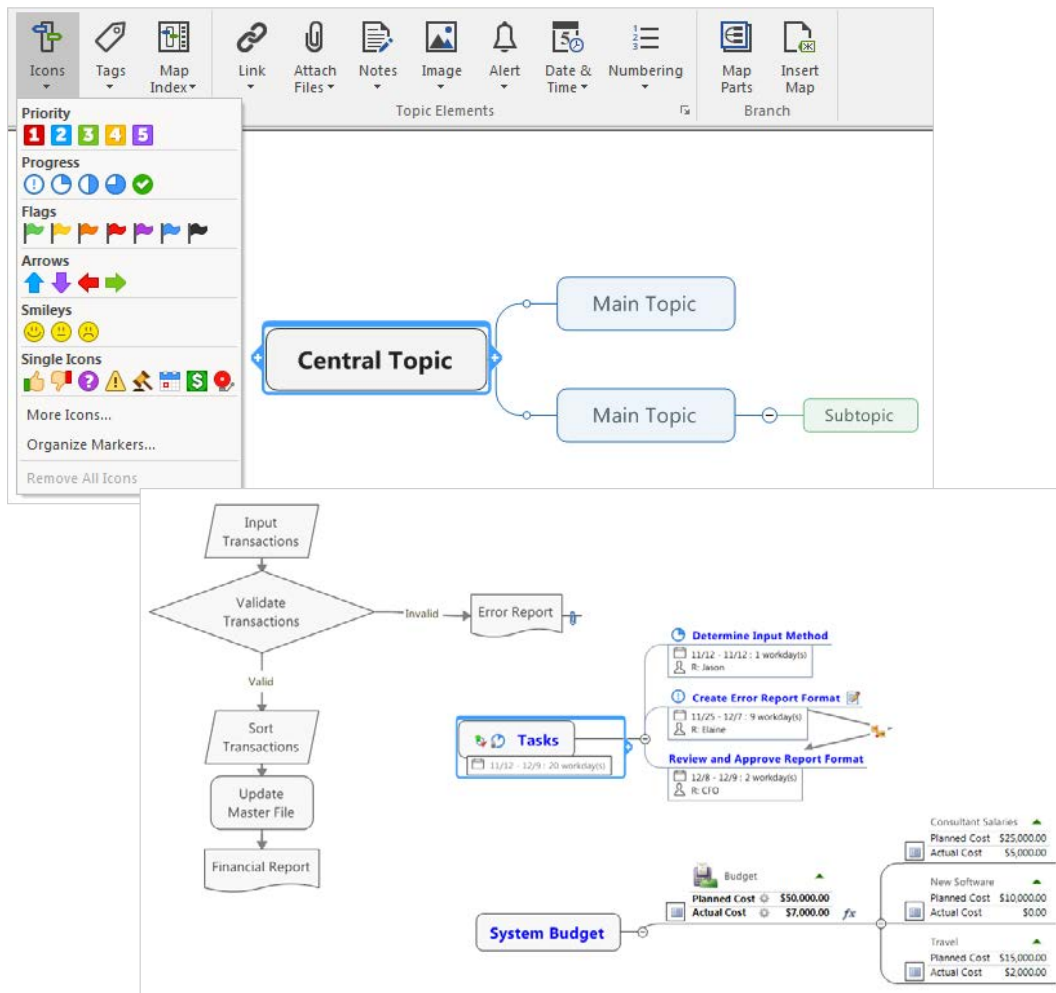 Icons
Tags
Map
Index
Link
Attach
Files
Notes
Image
Alert
Date &
Time
Numbering
Map
Parts
Insert
Map
Topic Elements
Branch
Priority
1 2 3 4 5
Progress
Flags
Arrows
Smileys
Single Icons
More Icons...
Organize Markers...
Remove All Icons
Central Topic
Main Topic
Main Topic
Subtopic
Input
Transactions
Validate
Transactions
Invalid
Error Report
Valid
Sort
Transactions
Update
Master File
Financial Report
Tasks
11/12 - 12/9 : 20 workday(s)
Determine Input Method
11/12 - 11/12 : 1 workday(s)
R: Jason
Create Error Report Format
11/25 - 12/7 : 9 workday(s)
R: Elaine
Review and Approve Report Format
12/8 - 12/9 : 2 workday(s)
R: CFO
System Budget
Budget
Planned Cost $50,000.00
Actual Cost $7,000.00 fx
Consultant Salaries
Planned Cost $25,000.00
Actual Cost $5,000.00
New Software
Planned Cost $10,000.00
Actual Cost $0.00
Travel
Planned Cost $15,000.00
Actual Cost $2,000.00